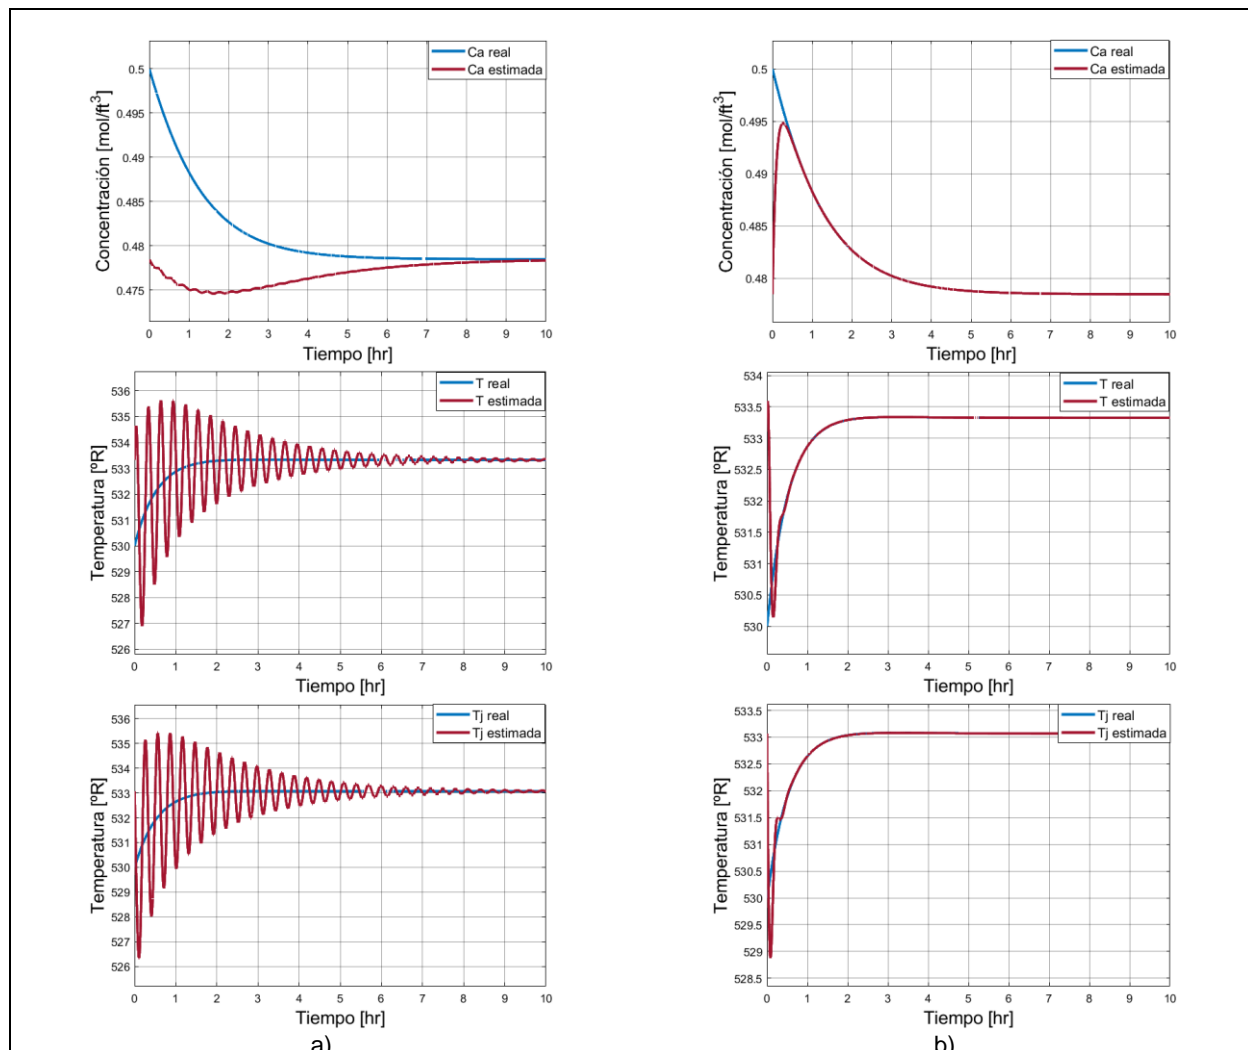 Ca real
Ca estimada
Concentración [mol/ft³]
0.5
0.495
0.49
0.485
0.48
0.475
0 1 2 3 4 5 6 7 8 9 10
Tiempo [hr]
Ca real
Ca estimada
Concentración [mol/ft³]
0.5
0.495
0.49
0.485
0.48
0 1 2 3 4 5 6 7 8 9 10
Tiempo [hr]
T real
T estimada
Temperatura [ºR]
536
535
534
533
532
531
530
529
528
527
526
0 1 2 3 4 5 6 7 8 9 10
Tiempo [hr]
T real
T estimada
Temperatura [ºR]
534
533.5
533
532.5
532
531.5
531
530.5
530
0 1 2 3 4 5 6 7 8 9 10
Tiempo [hr]
Tj real
Tj estimada
Temperatura [ºR]
536
535
534
533
532
531
530
529
528
527
526
0 1 2 3 4 5 6 7 8 9 10
Tiempo [hr]
Tj real
Tj estimada
Temperatura [ºR]
533.5
533
532.5
532
531.5
531
530.5
530
529.5
529
528.5
0 1 2 3 4 5 6 7 8 9 10
Tiempo [hr]
a)
b)